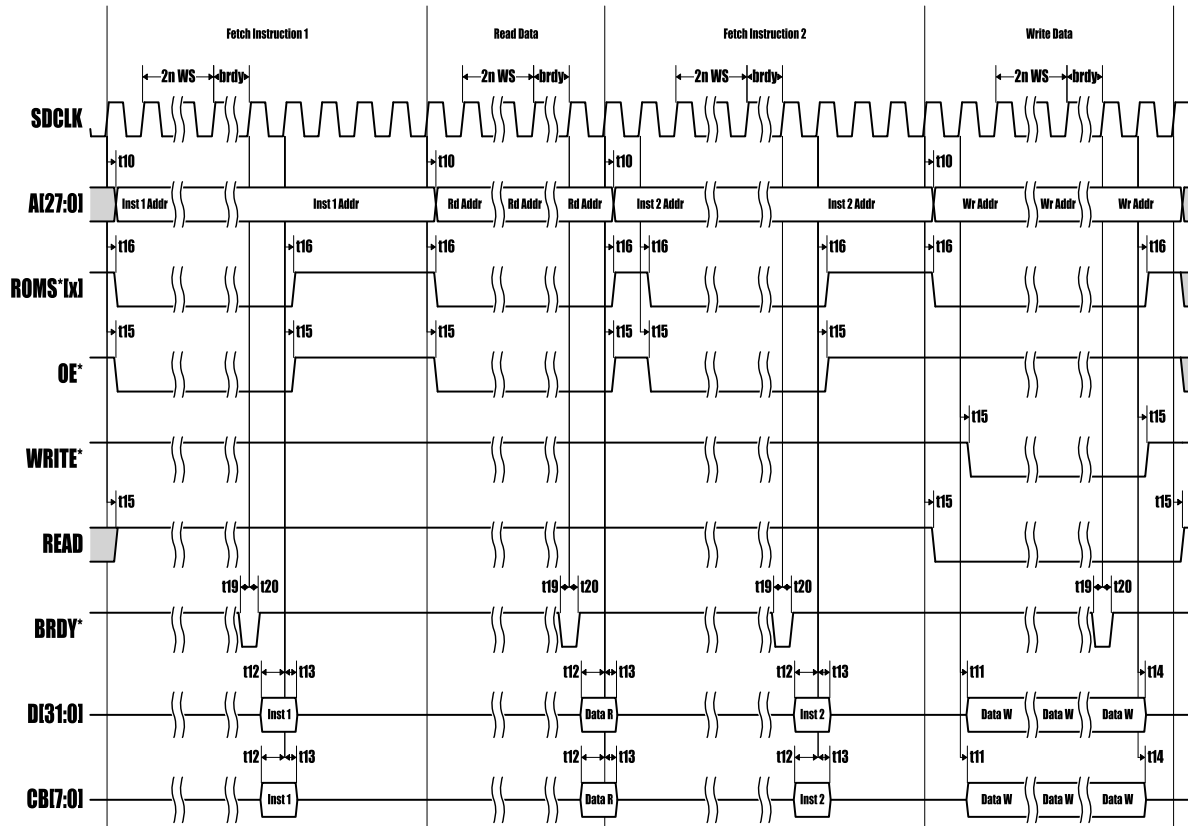 Fetch Instruction 1 Read Data Fetch Instruction 2 Write Data
2n WS brdy 2n WS brdy 2n WS brdy 2n WS brdy
SDCLK
t10 t10 t10 t10
A[27:0] Inst 1 Addr Inst 1 Addr Rd Addr Rd Addr Rd Addr Inst 2 Addr Inst 2 Addr Wr Addr Wr Addr Wr Addr
t16 t16 t16 t16 t16 t16 t16 t16
ROMS*[x]
t15 t15 t15 t15 t15 t15
OE*
t15 t15
WRITE*
t15 t15 t15
READ
t19 t20 t19 t20 t19 t20 t19 t20
BRDY*
t12 t13 t12 t13 t12 t13 t11 t14
D[31:0] Inst 1 Data R Inst 2 Data W Data W Data W
t12 t13 t12 t13 t12 t13 t11 t14
CB[7:0] Inst 1 Data R Inst 2 Data W Data W Data W